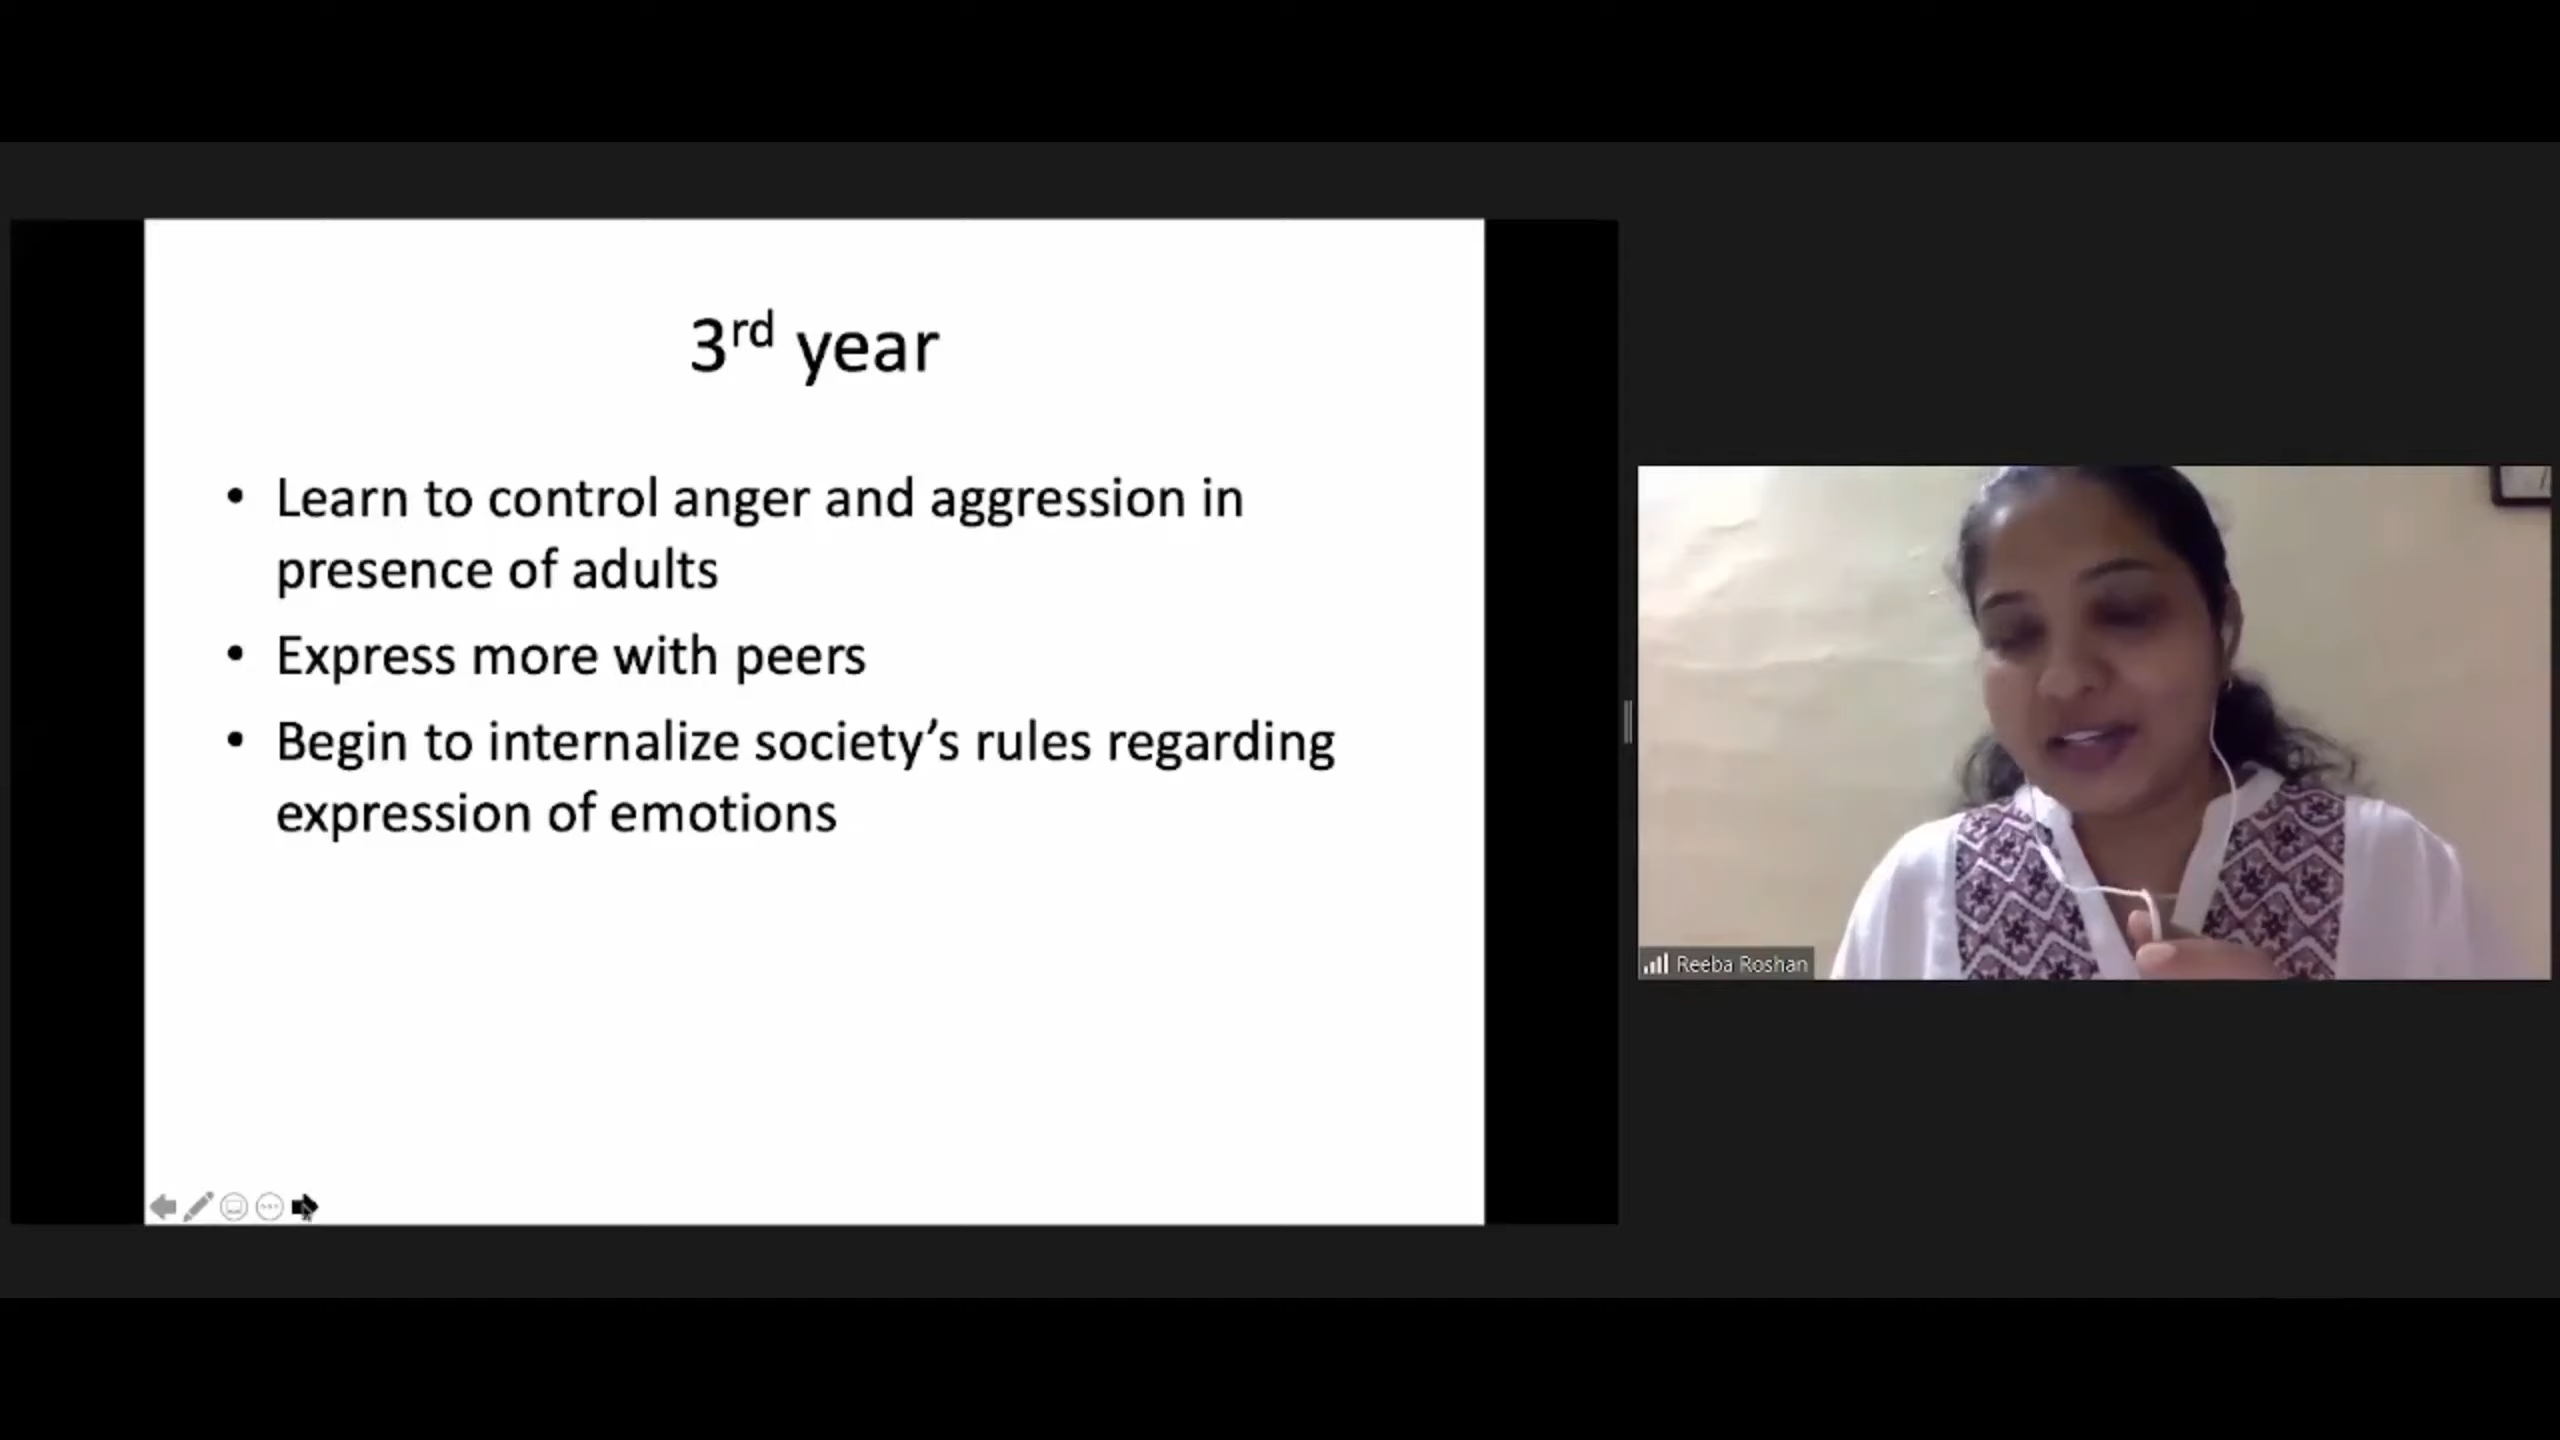 3rd year
• Learn to control anger and aggression in
presence of adults
• Express more with peers
• Begin to internalize society’s rules regarding
expression of emotions
Reeba Roshan